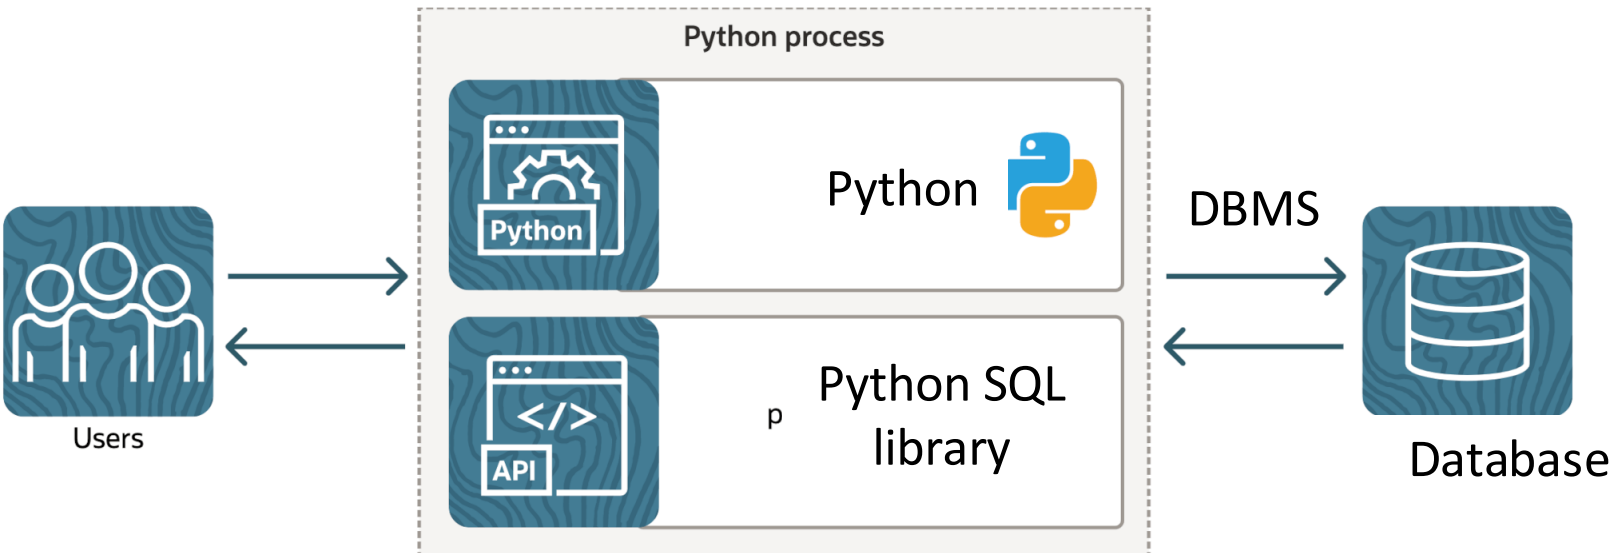 Python process
Python
Python
DBMS
Users
</>
API
p
Python SQL
library
Database